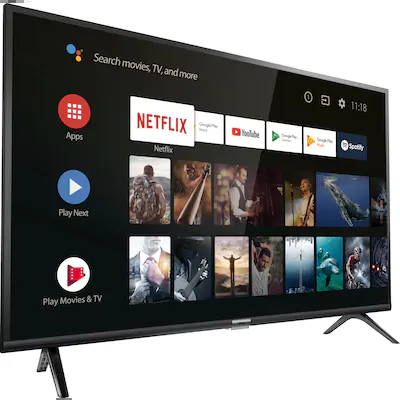 Search movies, TV, and more
11:18
Apps
NETFLIX
Google Play
YouTube
Google Play
Google Play
Spotify
Netflix
Play Next
Play Movies & TV